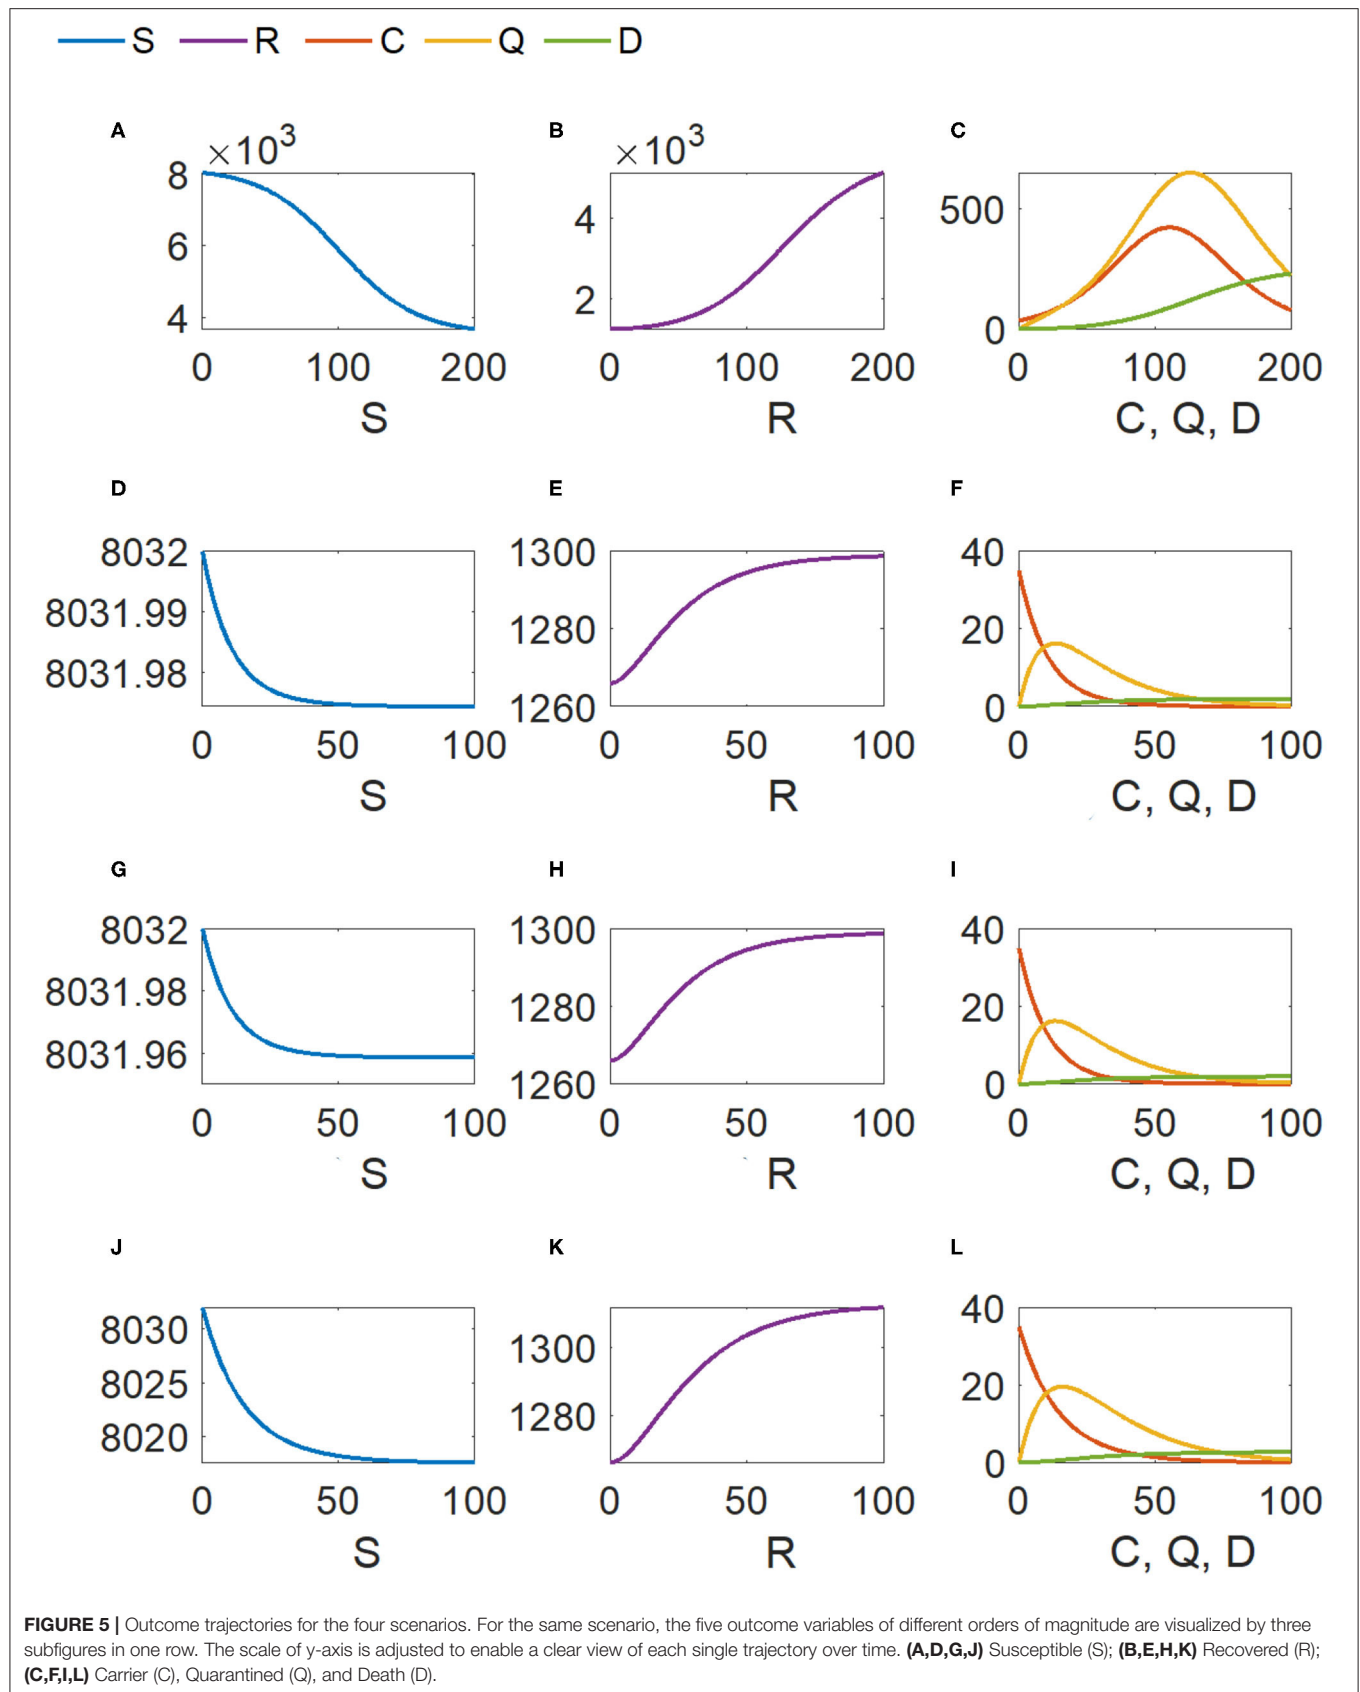 S R C Q D
A B C
×10³ ×10³
8 6 4
4 2
500 0
0 100 200 0 100 200 0 100 200
S R C, Q, D
D E F
8032 8031.99 8031.98
1300 1280 1260
40 20 0
0 50 100 0 50 100 0 50 100
S R C, Q, D
G H I
8032 8031.98 8031.96
1300 1280 1260
40 20 0
0 50 100 0 50 100 0 50 100
S R C, Q, D
J K L
8030 8025 8020
1300 1280
40 20 0
0 50 100 0 50 100 0 50 100
S R C, Q, D
FIGURE 5 | Outcome trajectories for the four scenarios. For the same scenario, the five outcome variables of different orders of magnitude are visualized by three
subfigures in one row. The scale of y-axis is adjusted to enable a clear view of each single trajectory over time. (A,D,G,J) Susceptible (S); (B,E,H,K) Recovered (R);
(C,F,I,L) Carrier (C), Quarantined (Q), and Death (D).